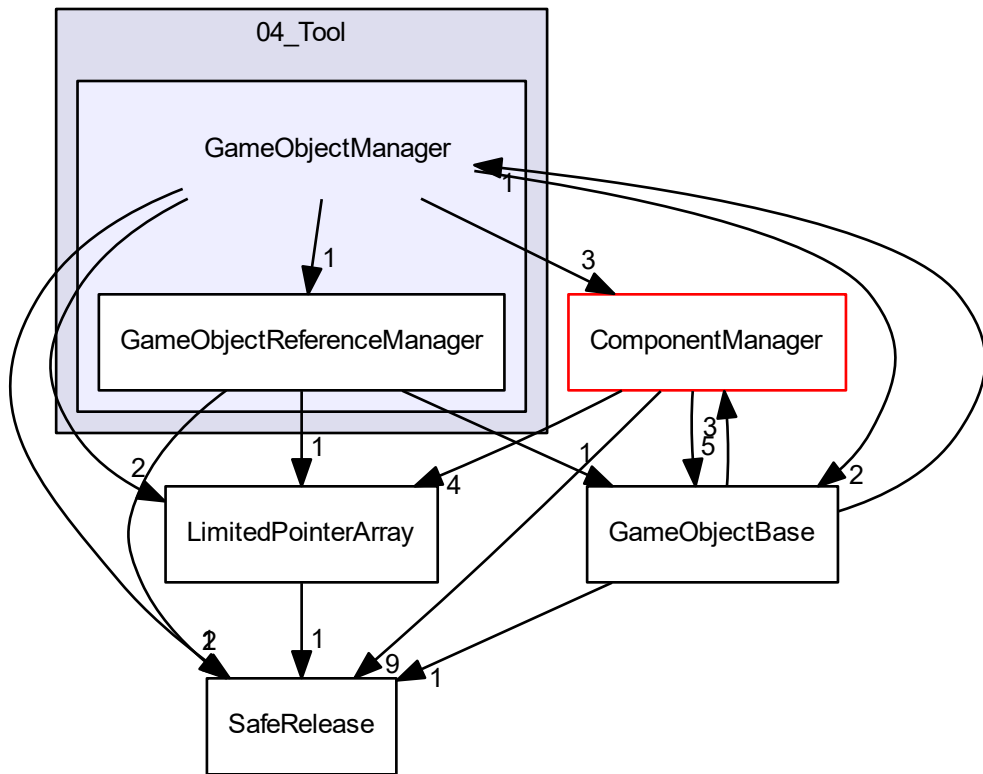 04_Tool
GameObjectManager
1
1
3
GameObjectReferenceManager
ComponentManager
3
5
2
1
1
4
2
LimitedPointerArray
GameObjectBase
1
2
1
9
1
SafeRelease